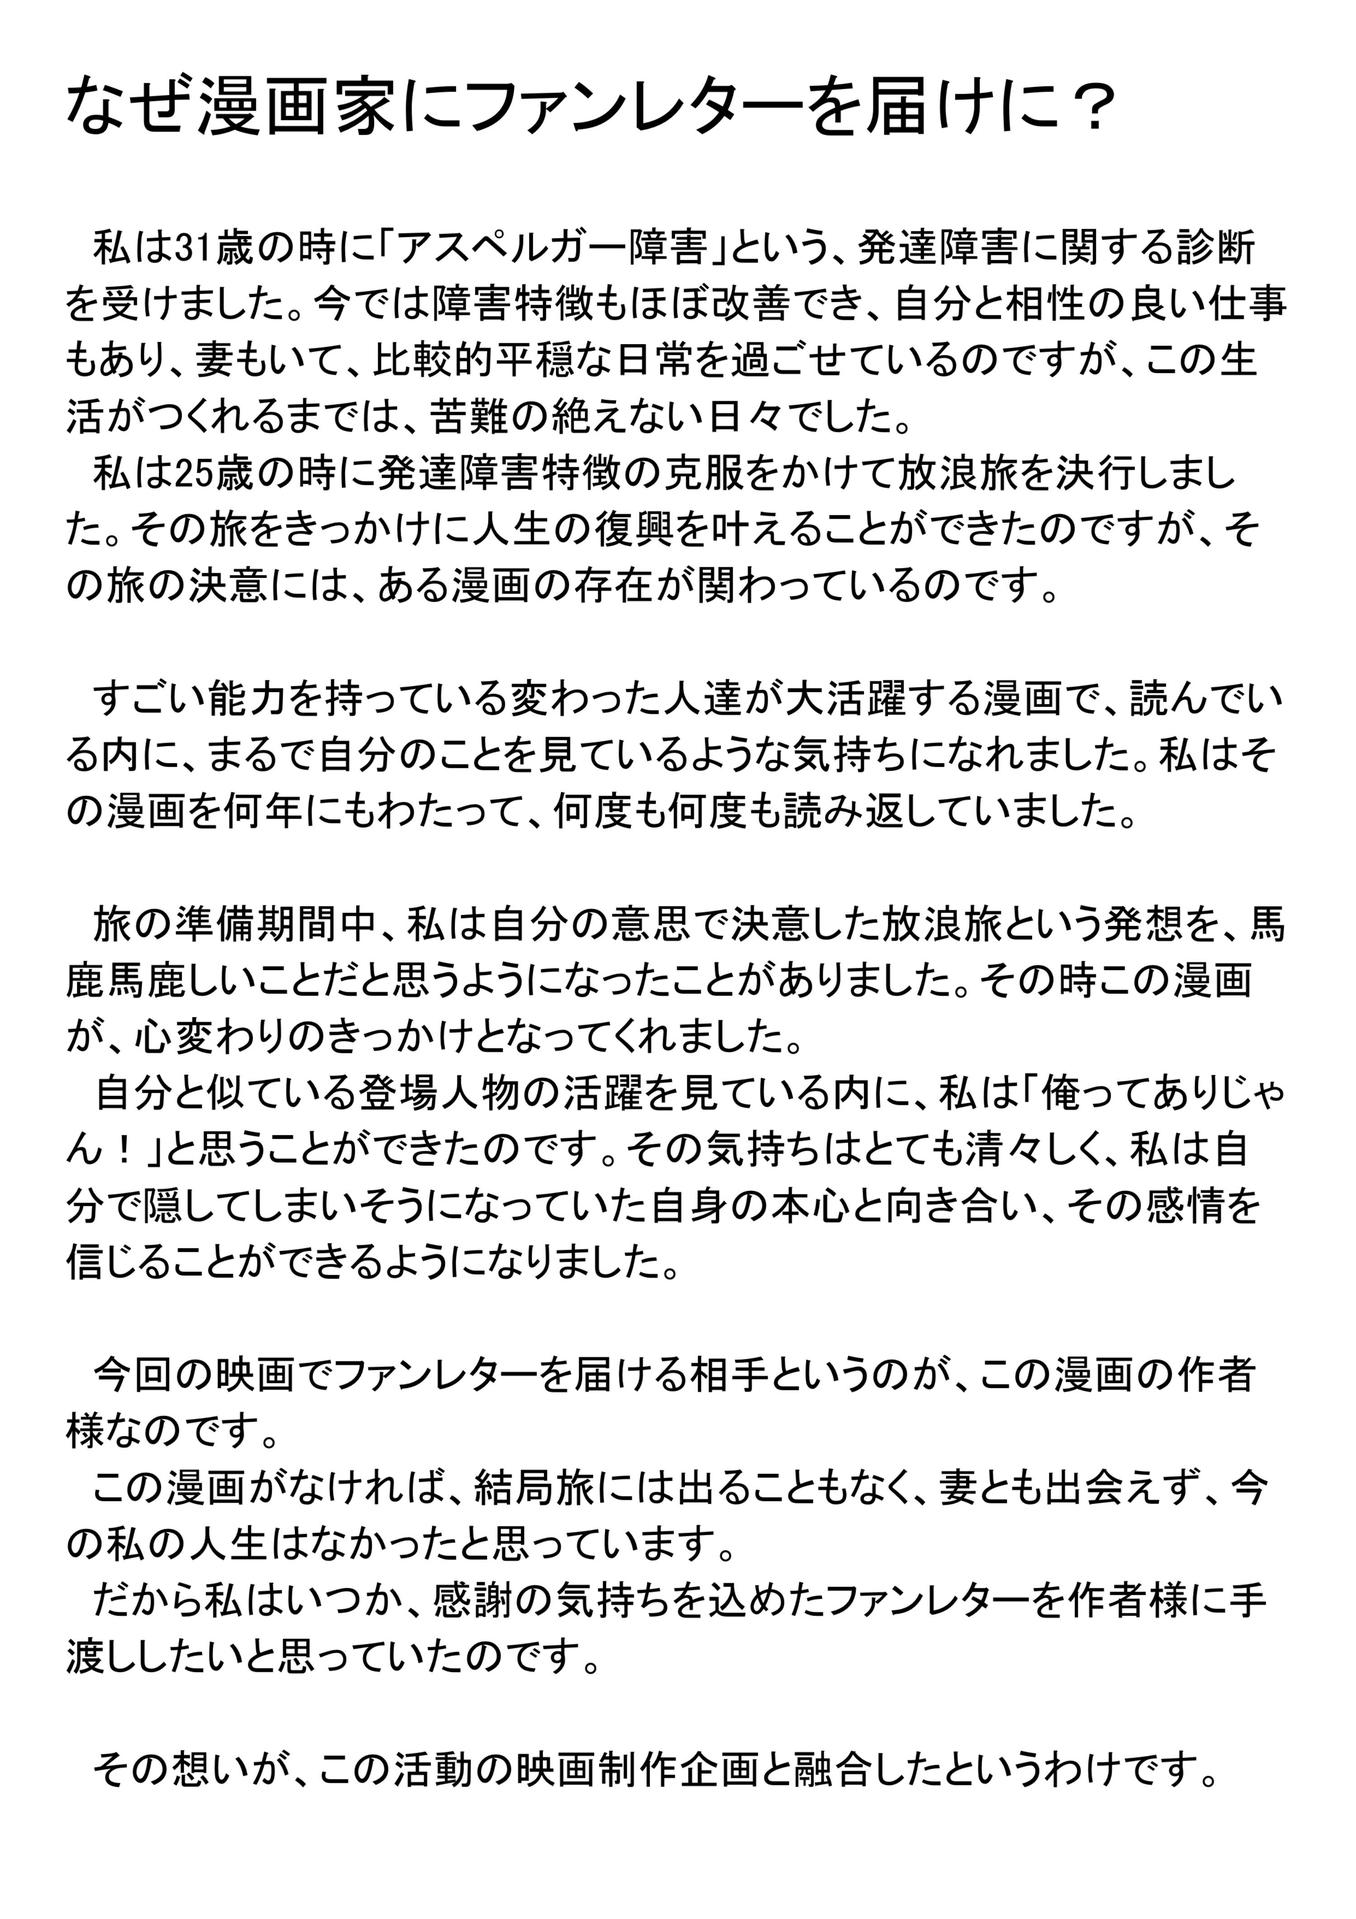 なぜ漫画家にファンレターを届けに？
私は31歳の時に「アスペルガー障害」という、発達障害に関する診断
を受けました。今では障害特徴もほぼ改善でき、自分と相性の良い仕事
もあり、妻もいて、比較的平穏な日常を過ごせているのですが、この生
活がつくれるまでは、苦難の絶えない日々でした。
私は25歳の時に発達障害特徴の克服をかけて放浪旅を決行しまし
た。その旅をきっかけに人生の復興を叶えることができたのですが、そ
の旅の決意には、ある漫画の存在が関わっているのです。
すごい能力を持っている変わった人達が大活躍する漫画で、読んでい
る内に、まるで自分のことを見ているような気持ちになれました。私はそ
の漫画を何年にもわたって、何度も何度も読み返していました。
旅の準備期間中、私は自分の意思で決意した放浪旅という発想を、馬
鹿馬鹿しいことだと思うようになったことがありました。その時この漫画
が、心変わりのきっかけとなってくれました。
自分と似ている登場人物の活躍を見ている内に、私は「俺ってありじゃ
ん！」と思うことができたのです。その気持ちはとても清々しく、私は自
分で隠してしまいそうになっていた自身の本心と向き合い、その感情を
信じることができるようになりました。
今回の映画でファンレターを届ける相手というのが、この漫画の作者
様なのです。
この漫画がなければ、結局旅には出ることもなく、妻とも出会えず、今
の私の人生はなかったと思っています。
だから私はいつか、感謝の気持ちを込めたファンレターを作者様に手
渡ししたいと思っていたのです。
その想いが、この活動の映画制作企画と融合したというわけです。